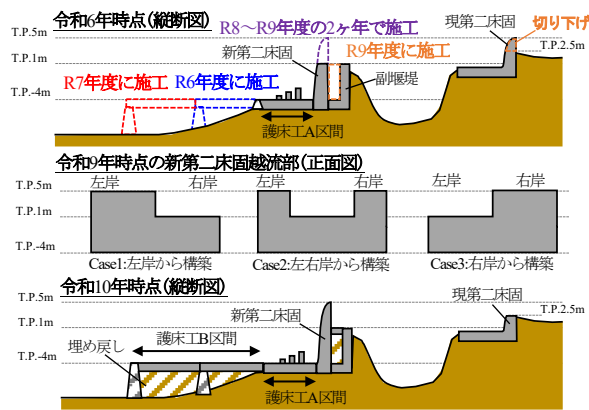 令和6年時点(縦断図)
T.P.5m
R8～R9年度の2ヶ年で施工
現第二床固
切り下げ
T.P.2.5m
新第二床固
R9年度に施工
T.P.1m
R7年度に施工
R6年度に施工
副堰堤
T.P.-4m
護床工A区間
令和9年時点の新第二床固越流部(正面図)
T.P.5m
左岸
右岸
左岸
右岸
左岸
右岸
T.P.1m
T.P.-4m
Case1:左岸から構築
Case2:左右岸から構築
Case3:右岸から構築
令和10年時点(縦断図)
T.P.5m
現第二床固
T.P.2.5m
新第二床固
T.P.1m
護床工B区間
埋め戻し
T.P.-4m
護床工A区間